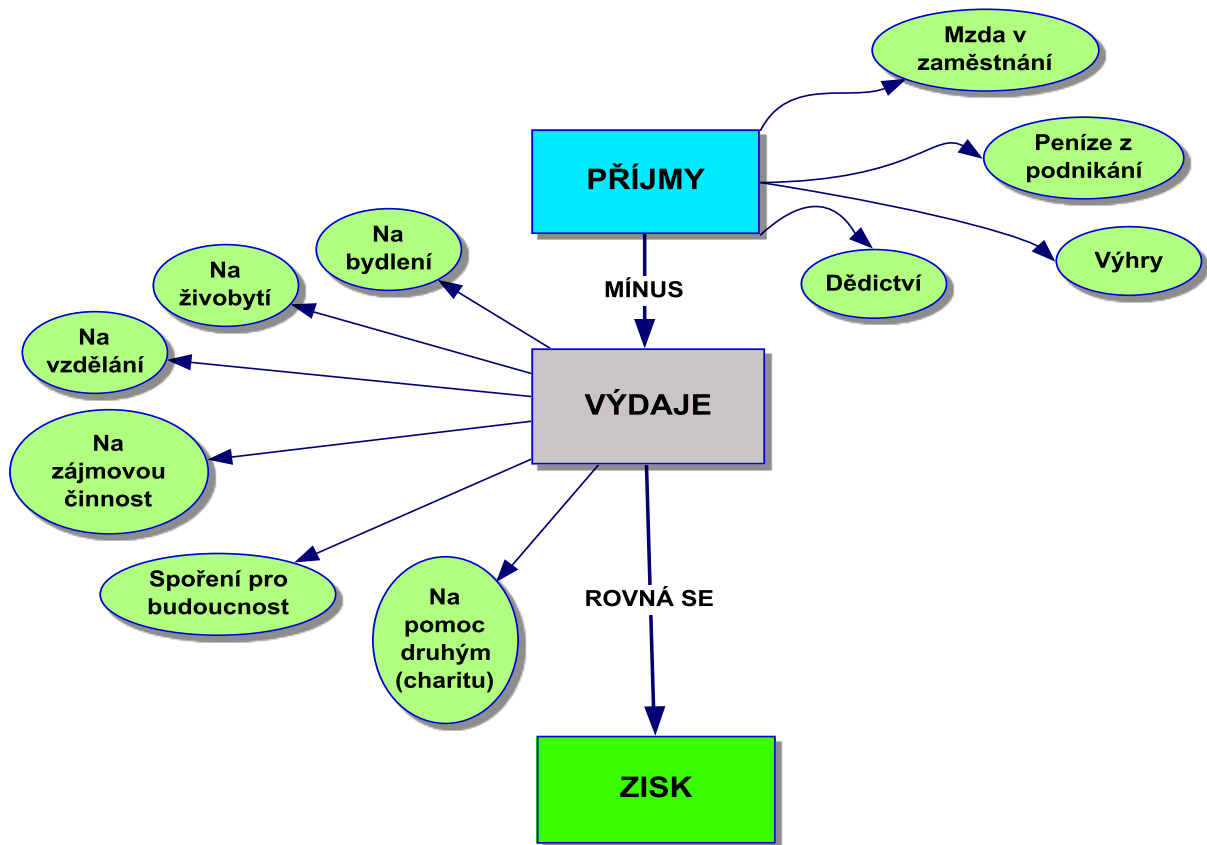 Mzda v
zaměstnání
PŘÍJMY
Peníze z
podnikání
Výhry
Dědictví
MÍNUS
Na
bydlení
Na
živobytí
Na
vzdělání
VÝDAJE
Na
zájmovou
činnost
Spoření pro
budoucnost
Na
pomoc
druhým
(charitu)
ROVNÁ SE
ZISK